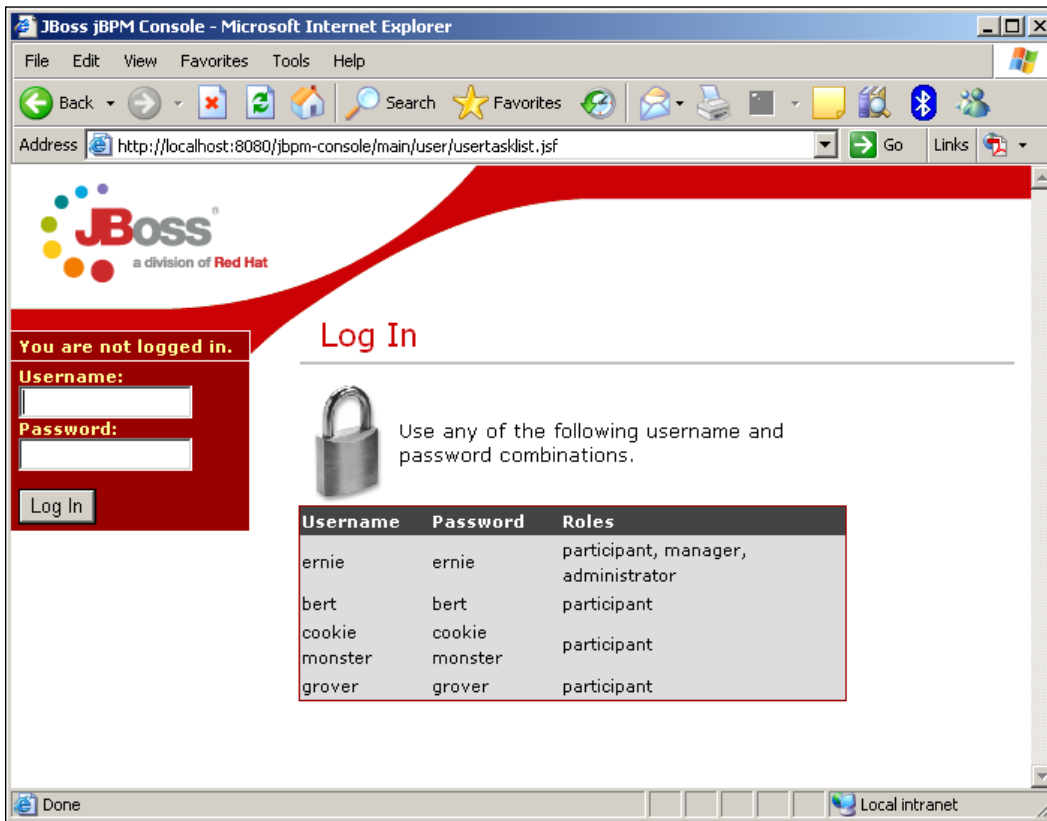 JBoss jBPM Console - Microsoft Internet Explorer
File Edit View Favorites Tools Help
Back Search Favorites
Address http://localhost:8080/jbpm-console/main/user/usertasklist.jsf Go Links
JBoss®
a division of Red Hat
You are not logged in.
Username:
Password:
Log In
Log In
Use any of the following username and
password combinations.
Username Password Roles
ernie ernie participant, manager,
administrator
bert bert participant
cookie cookie
participant
monster monster
grover grover participant
Done Local intranet